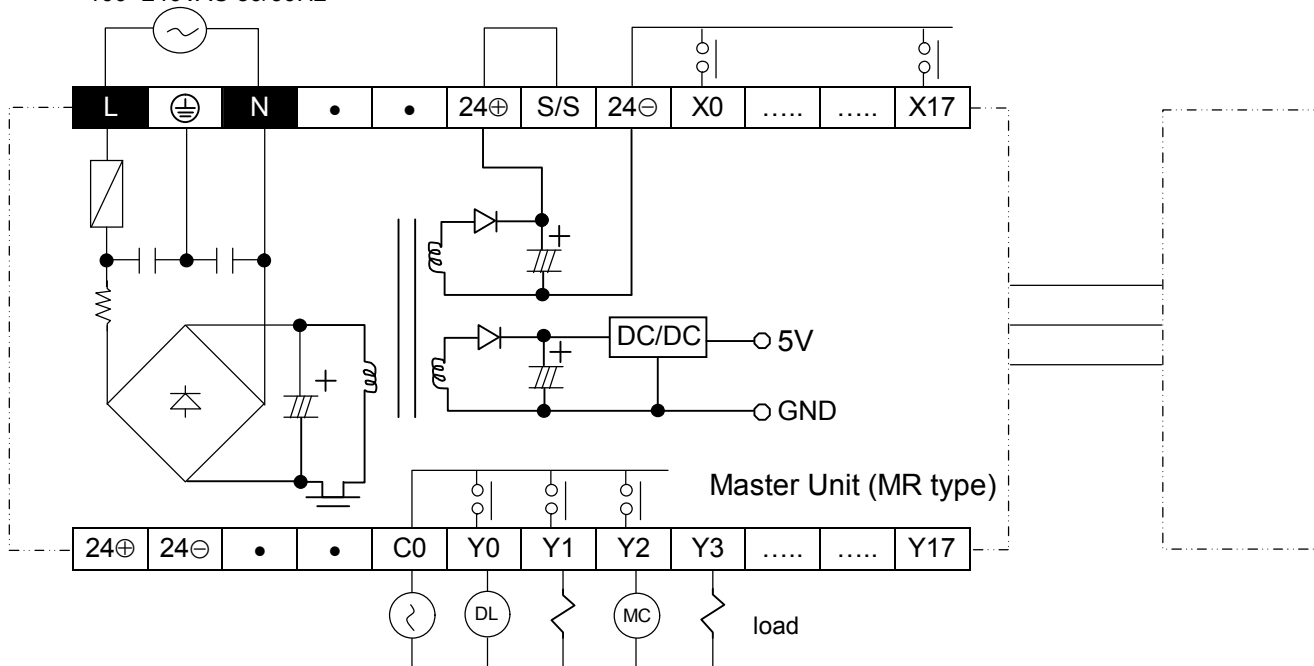 L N • • 24⊕ S/S 24⊖ X0 ..... ..... X17
+
+
DC/DC 5V
+
GND
Master Unit (MR type)
24⊕ 24⊖ • • C0 Y0 Y1 Y2 Y3 ..... ..... Y17
DL MC
load